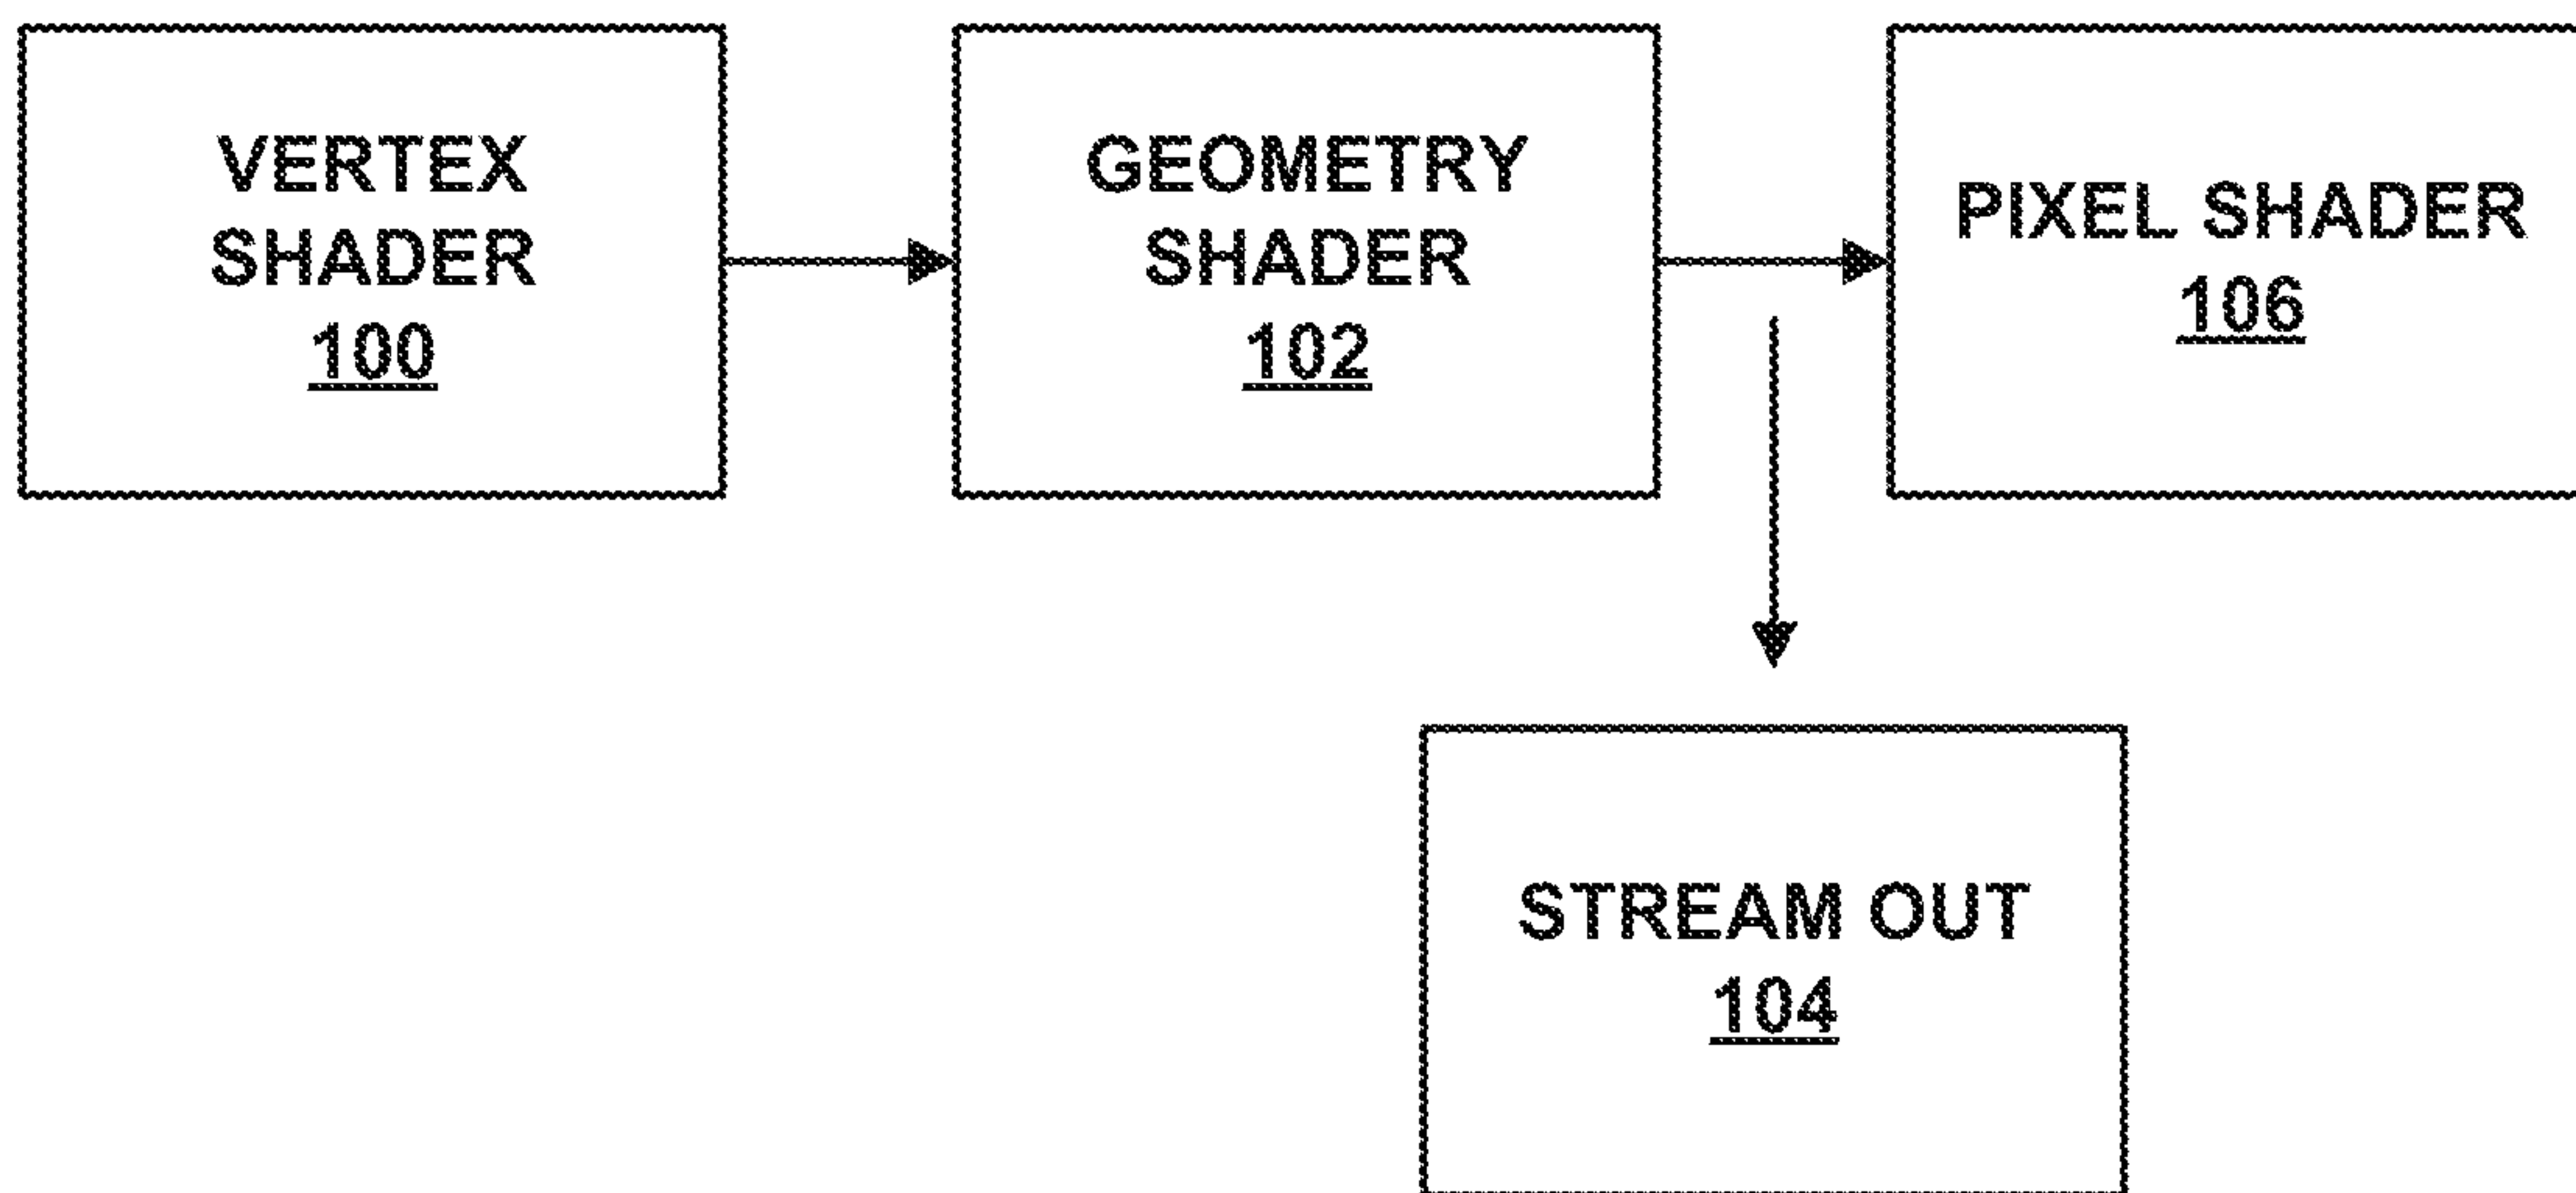 VERTEX
SHADER
100
GEOMETRY
SHADER
102
PIXEL SHADER
106
STREAM OUT
104